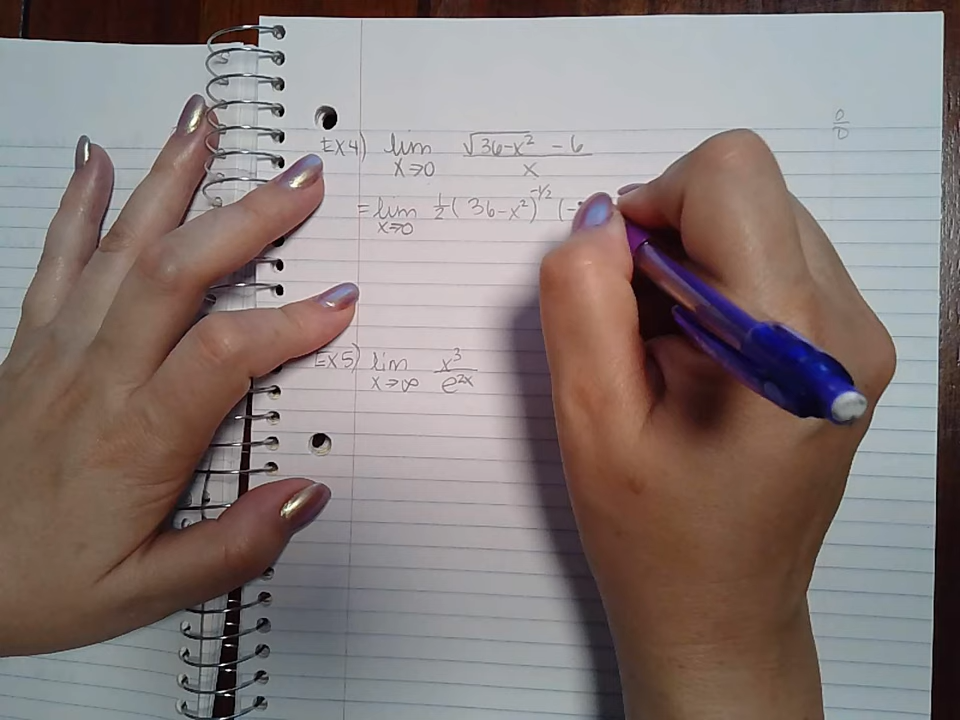 0/0
EX4) lim x→0 (√(36-x²) - 6)/x
= lim x→0 1/2 (36-x²)^(-1/2) (-
EX5) lim x→∞ x³/e^(2x)